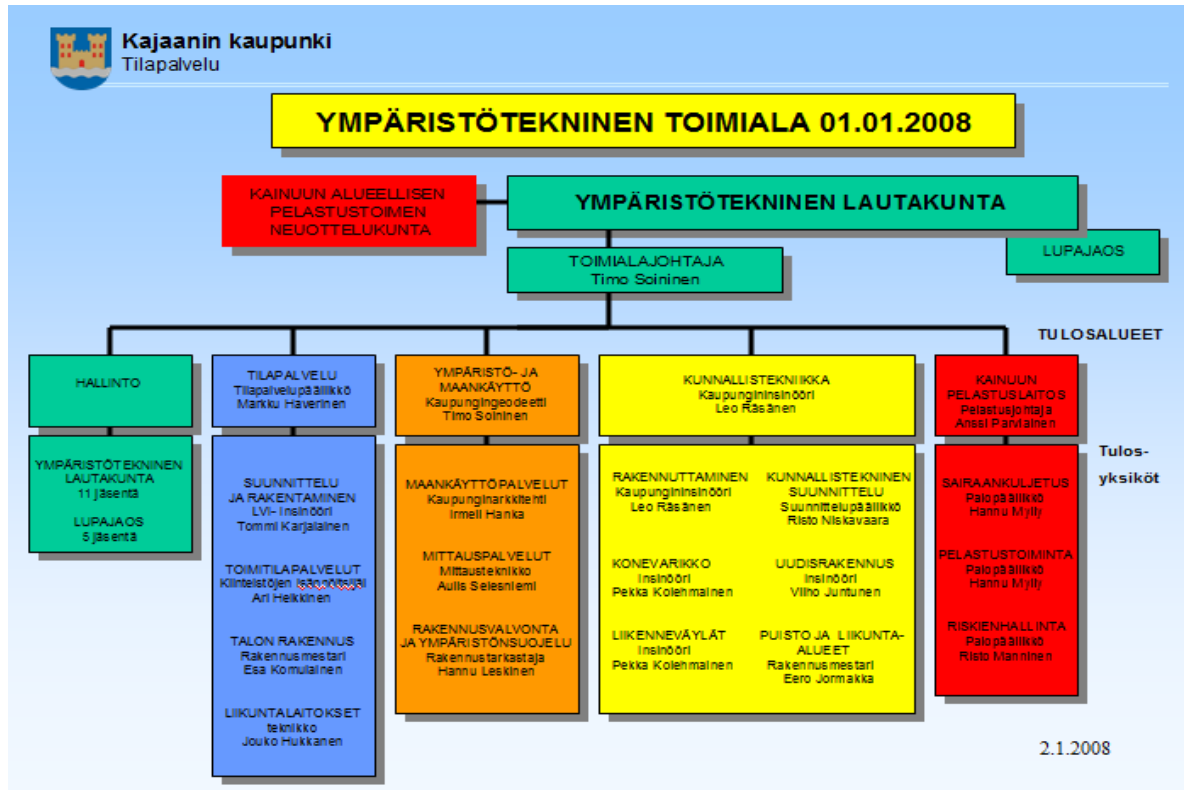 Kajaanin kaupunki
Tilapalvelu
YMPÄRISTÖTEKNINEN TOIMIALA 01.01.2008
KAINUUN ALUEELLISEN
PELASTUSTOIMEN
NEUOTTELUKUNTA
YMPÄRISTÖTEKNINEN LAUTAKUNTA
LUPAJAOS
TOIMIALAJOHTAJA
Timo Soininen
TULOSALUEET
HALLINTO
TILAPALVELU
Tilapalvelupäällikkö
Markku Haverinen
YMPÄRISTÖ- JA
MAANKÄYTTÖ
Kaupungingeodeetti
Timo Soininen
KUNNALLISTEKNIIKKA
Kaupungininsinööri
Leo Räsänen
KAINUUN
PELASTUSLAITOS
Pelastusjohtaja
Anssi Parviainen
Tulos-
yksiköt
YMPÄRISTÖTEKNINEN
LAUTAKUNTA
11 jäsentä
LUPAJAOS
5 jäsentä
SUUNNITTELU
JA RAKENTAMINEN
LVI- Insinööri
Tommi Karjalainen
TOIMITILAPALVELUT
Kiinteistöjen isännöitsijäl
Ari Heikkinen
TALON RAKENNUS
Rakennusmestari
Esa Komulainen
LIIKUNTALAITOKSET
teknikko
Jouko Hukkanen
MAANKÄYTTÖPALVELUT
Kaupunginarkkitehti
Irmeli Hanka
MITTAUSPALVELUT
Mittausteknikko
Aulis Selesniemi
RAKENNUSVALVONTA
JA YMPÄRISTÖNSUOJELU
Rakennustarkastaja
Hannu Leskinen
RAKENNUTTAMINEN
Kaupungininsinööri
Leo Räsänen
KONEVARIKKO
Insinööri
Pekka Kolehmainen
LIIKENNEVÄYLÄT
Insinööri
Pekka Kolehmainen
KUNNALLISTEKNINEN
SUUNNITTELU
Suunnittelupäällikkö
Risto Niskavaara
UUDISRAKENNUS
Insinööri
Vilho Juntunen
PUISTO JA LIIKUNTA-
ALUEET
Rakennusmestari
Eero Jormakka
SAIRAANKULJETUS
Palopäällikkö
Hannu Mylly
PELASTUSTOIMINTA
Palopäällikkö
Hannu Mylly
RISKIENHALLINTA
Palopäällikkö
Risto Manninen
2.1.2008